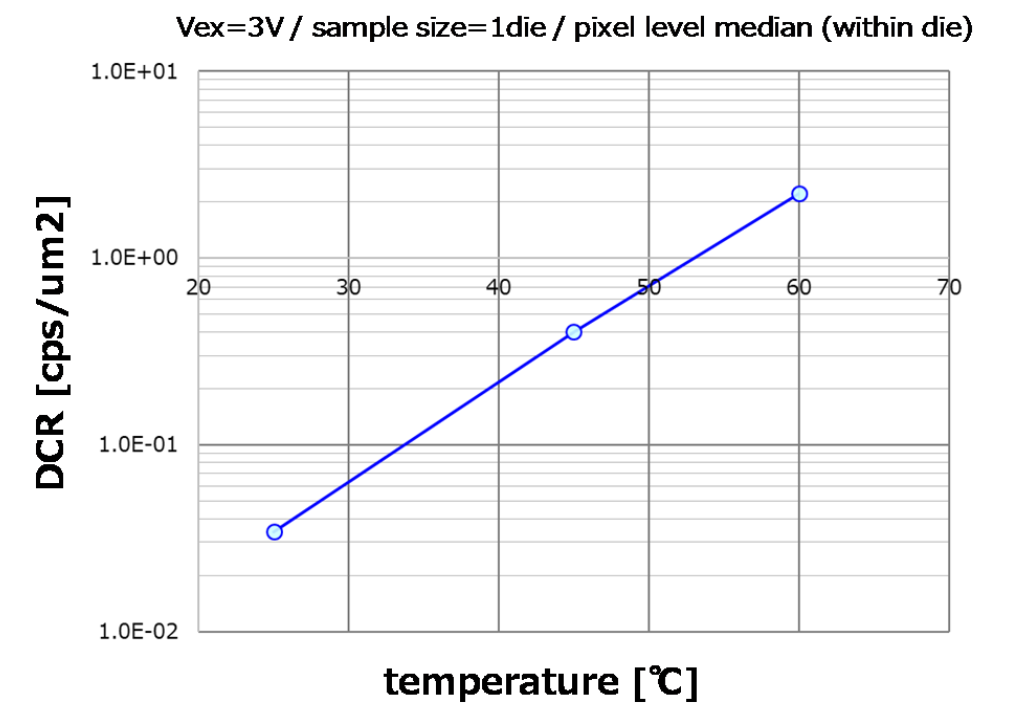 Vex=3V / sample size=1die / pixel level median (within die)
1.0E+01
1.0E+00
20 30 40 50 60 70
DCR [cps/um2]
1.0E-01
1.0E-02
temperature [℃]